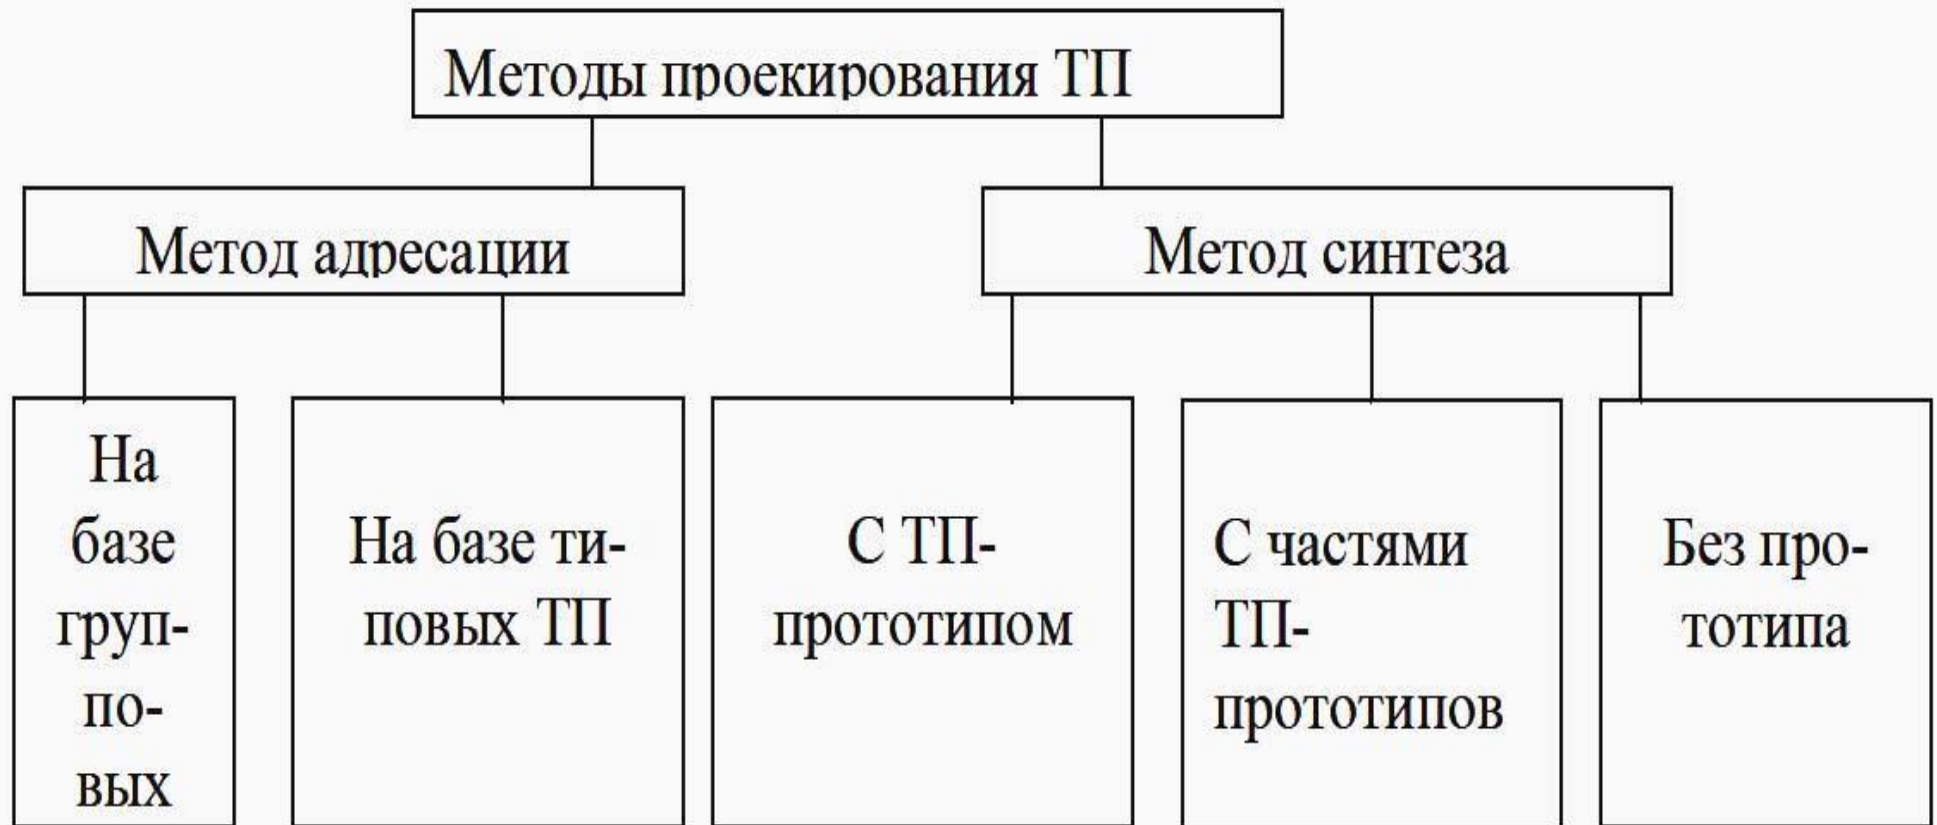 Методы проекирования ТП
Метод адресации
Метод синтеза
На
базе
груп-
по-
вых
На базе ти-
повых ТП
С ТП-
прототипом
С частями
ТП-
прототипов
Без про-
тотипа